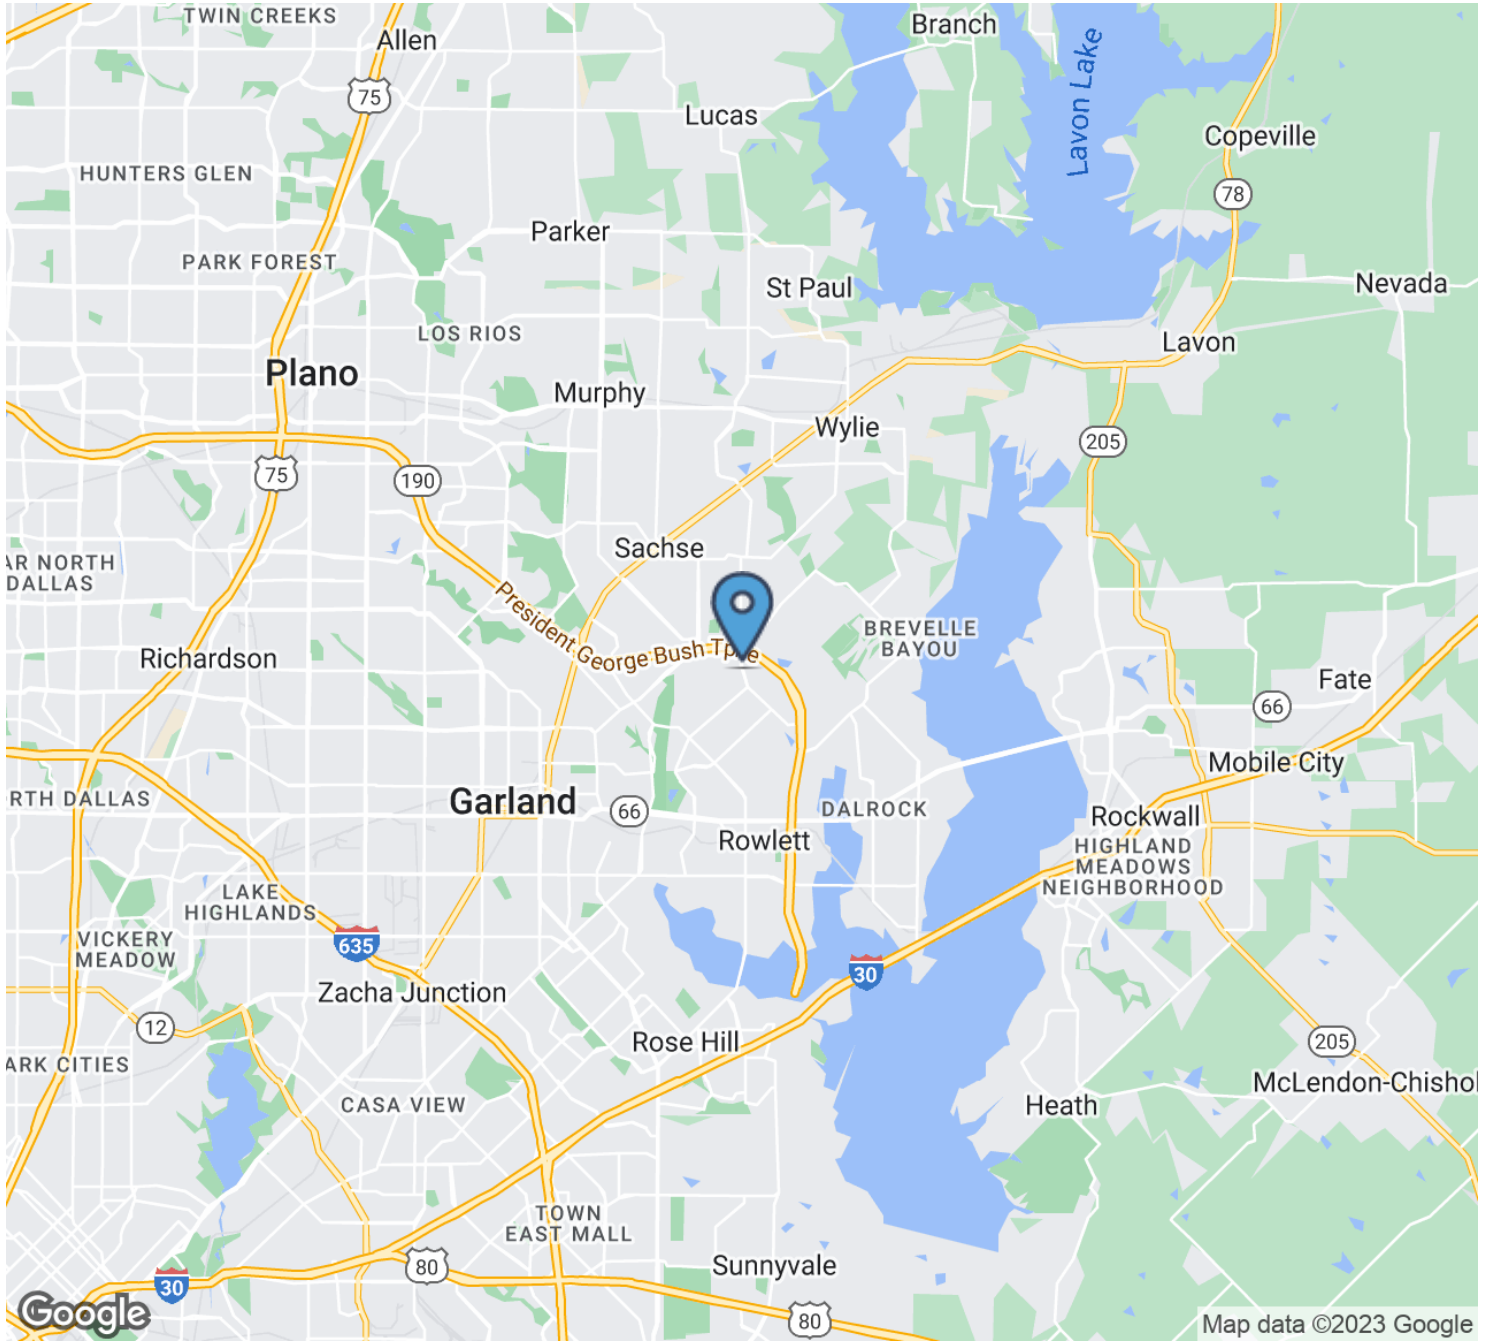 TWIN CREEKS
Branch
Allen
75
Lavon Lake
Lucas
Copeville
HUNTERS GLEN
78
Parker
PARK FOREST
St Paul
Nevada
LOS RIOS
Lavon
Plano
Murphy
Wylie
205
75
190
Sachse
AR NORTH
DALLAS
President George Bush Tpke
BREVELLE
BAYOU
Richardson
Fate
66
Mobile City
RTH DALLAS
Garland
66
DALROCK
Rockwall
Rowlett
HIGHLAND
MEADOWS
NEIGHBORHOOD
LAKE
HIGHLANDS
VICKERY
MEADOW
635
30
Zacha Junction
12
Rose Hill
205
ARK CITIES
McLendon-Chishol
CASA VIEW
Heath
TOWN
EAST MALL
Sunnyvale
80
30
80
Google
Map data ©2023 Google